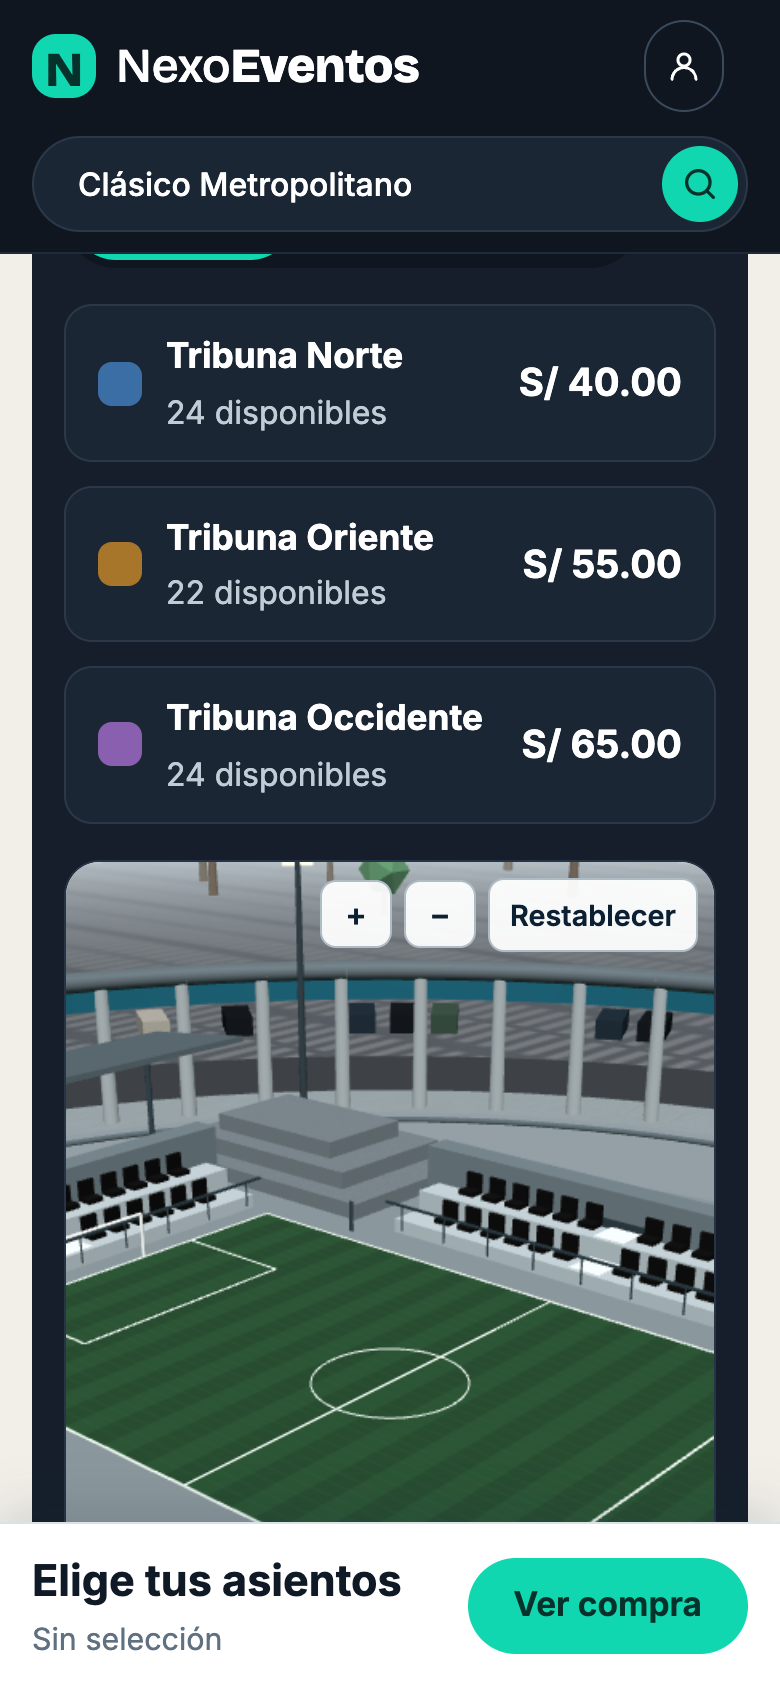 N NexoEventos
Clásico Metropolitano
Tribuna Norte
24 disponibles
S/ 40.00
Tribuna Oriente
22 disponibles
S/ 55.00
Tribuna Occidente
24 disponibles
S/ 65.00
+ − Restablecer
Elige tus asientos
Sin selección
Ver compra